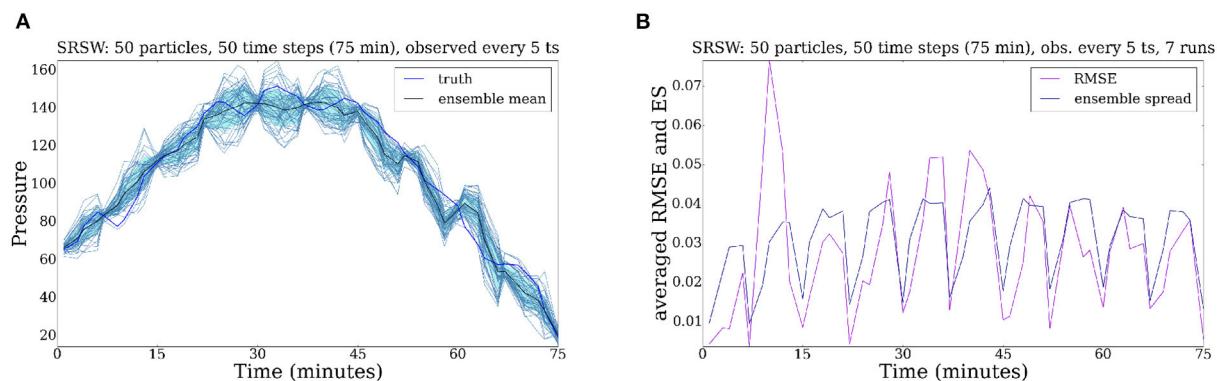 A
SRSW: 50 particles, 50 time steps (75 min), observed every 5 ts
160
140
120
100
80
60
40
20
Pressure
truth
ensemble mean
0 15 30 45 60 75
Time (minutes)
B
SRSW: 50 particles, 50 time steps (75 min), obs. every 5 ts, 7 runs
0.07
0.06
0.05
0.04
0.03
0.02
0.01
averaged RMSE and ES
RMSE
ensemble spread
0 15 30 45 60 75
Time (minutes)